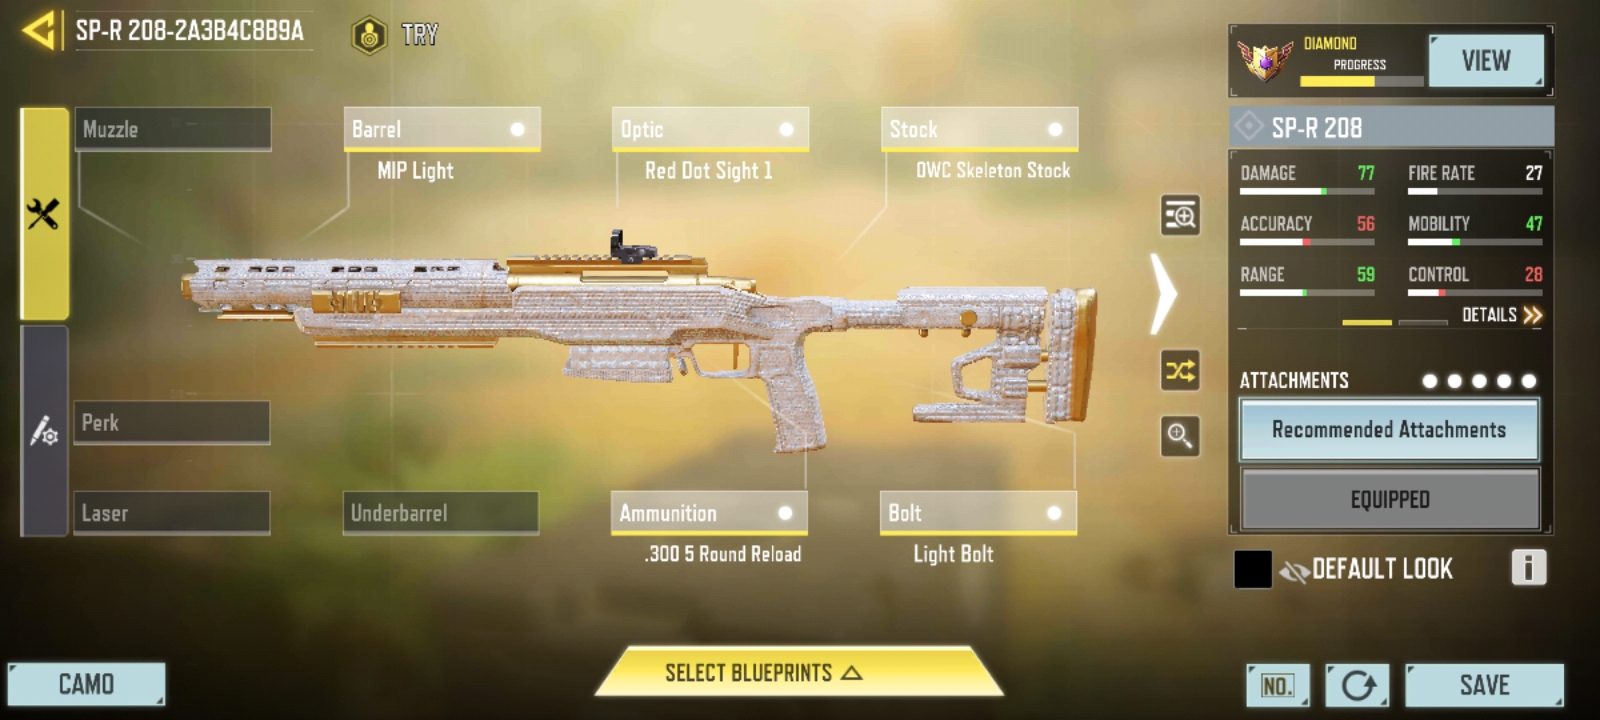 SP-R 208-2A3B4C8B9A
TRY
DIAMOND
PROGRESS
VIEW
Muzzle
Barrel
MIP Light
Optic
Red Dot Sight 1
Stock
OWC Skeleton Stock
SP-R 208
DAMAGE 77
FIRE RATE 27
ACCURACY 56
MOBILITY 47
RANGE 59
CONTROL 28
DETAILS
ATTACHMENTS
Recommended Attachments
EQUIPPED
DEFAULT LOOK
i
Perk
Laser
Underbarrel
Ammunition
.300 5 Round Reload
Bolt
Light Bolt
CAMO
SELECT BLUEPRINTS
NO.
SAVE